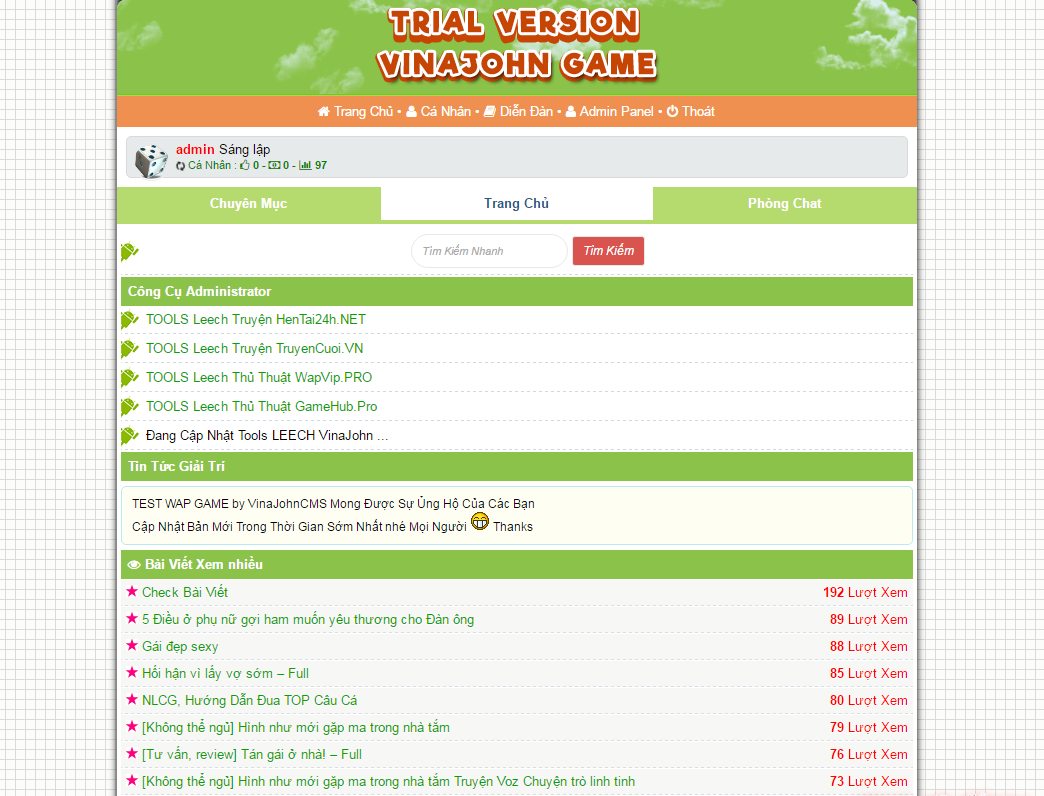 TRIAL VERSION
VINAJOHN GAME
Trang Chủ • Cá Nhân • Diễn Đàn • Admin Panel • Thoát
admin Sáng lập
Cá Nhân : 0 - 0 - 97
Chuyên Mục Trang Chủ Phòng Chat
Tìm Kiếm Nhanh Tìm Kiếm
Công Cụ Administrator
TOOLS Leech Truyện HenTai24h.NET
TOOLS Leech Truyện TruyenCuoi.VN
TOOLS Leech Thủ Thuật WapVip.PRO
TOOLS Leech Thủ Thuật GameHub.Pro
Đang Cập Nhật Tools LEECH VinaJohn ...
Tin Tức Giải Trí
TEST WAP GAME by VinaJohnCMS Mong Được Sự Ủng Hộ Của Các Bạn
Cập Nhật Bản Mới Trong Thời Gian Sớm Nhất nhé Mọi Người Thanks
Bài Viết Xem nhiều
Check Bài Viết 192 Lượt Xem
5 Điều ở phụ nữ gợi ham muốn yêu thương cho Đàn ông 89 Lượt Xem
Gái đẹp sexy 88 Lượt Xem
Hối hận vì lấy vợ sớm – Full 85 Lượt Xem
NLCG, Hướng Dẫn Đua TOP Câu Cá 80 Lượt Xem
[Không thể ngủ] Hình như mới gặp ma trong nhà tắm 79 Lượt Xem
[Tư vấn, review] Tán gái ở nhà! – Full 76 Lượt Xem
[Không thể ngủ] Hình như mới gặp ma trong nhà tắm Truyện Voz Chuyện trò linh tinh 73 Lượt Xem